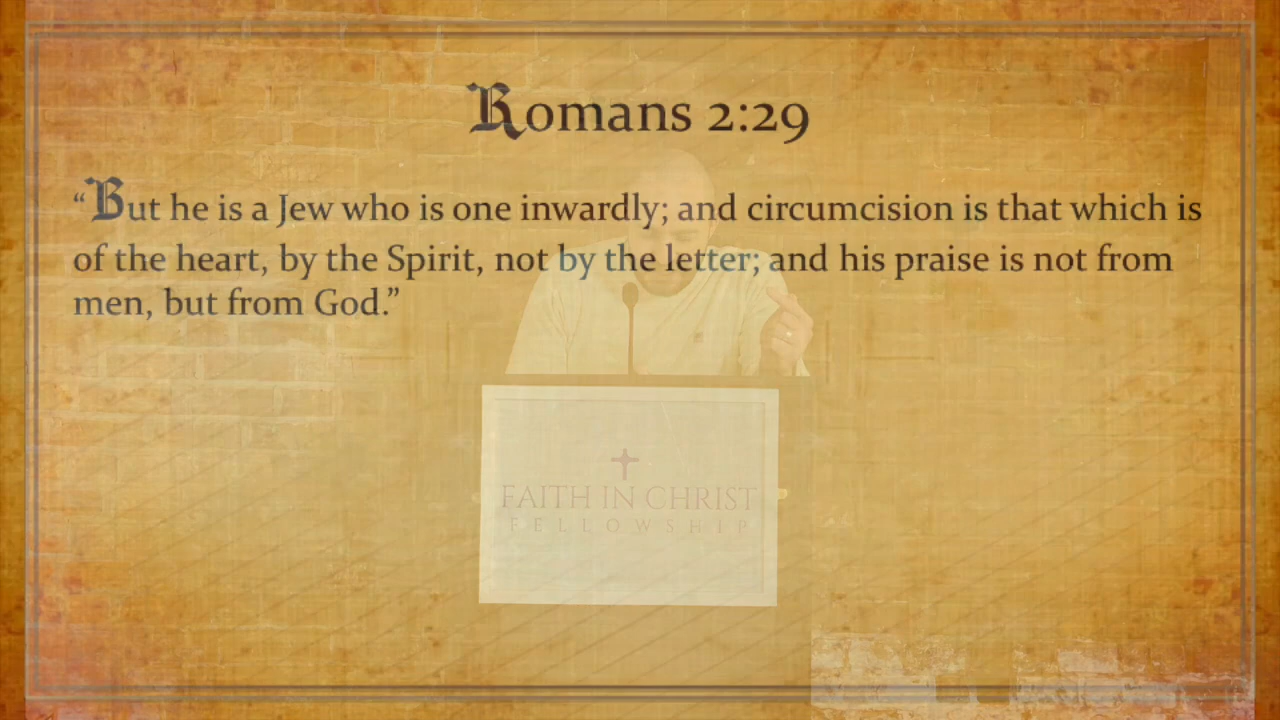 Romans 2:29
“But he is a Jew who is one inwardly; and circumcision is that which is
of the heart, by the Spirit, not by the letter; and his praise is not from
men, but from God.”
FAITH IN CHRIST
FELLOWSHIP